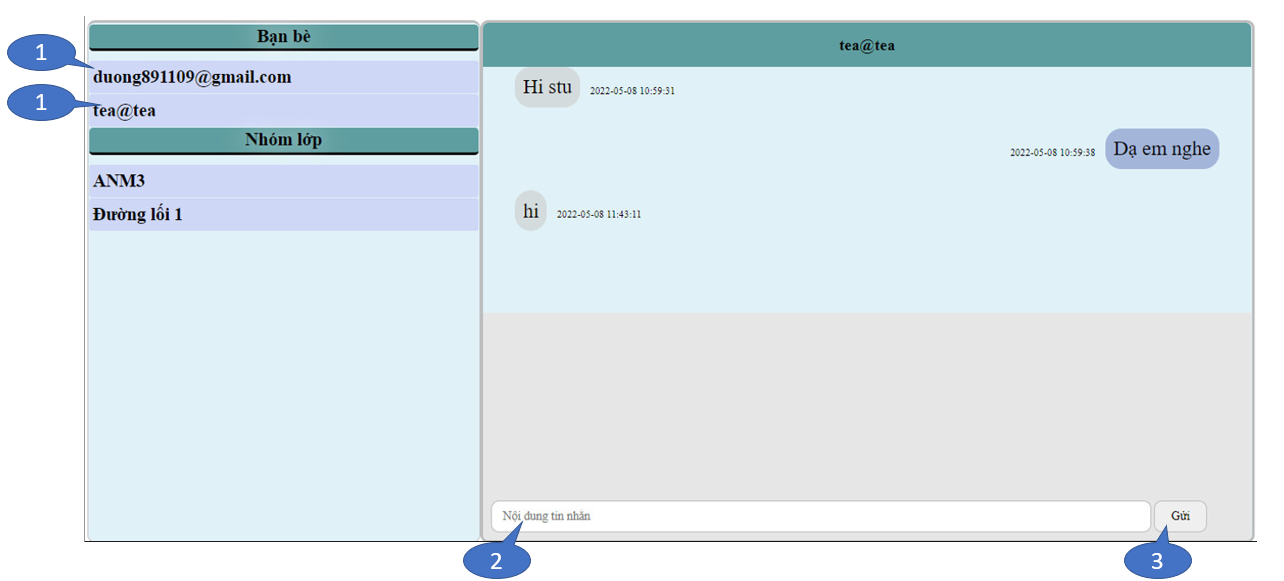 Bạn bè
1
duong891109@gmail.com
1
tea@tea
Nhóm lớp
ANM3
Đường lối 1
tea@tea
Hi stu 2022-05-08 10:59:31
2022-05-08 10:59:38 Dạ em nghe
hi 2022-05-08 11:43:11
Nội dung tin nhắn
Gửi
2
3